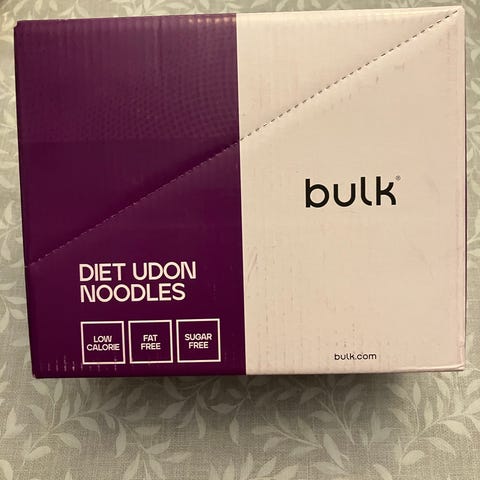 bulk®
DIET UDON
NOODLES
LOW
CALORIE
FAT
FREE
SUGAR
FREE
bulk.com